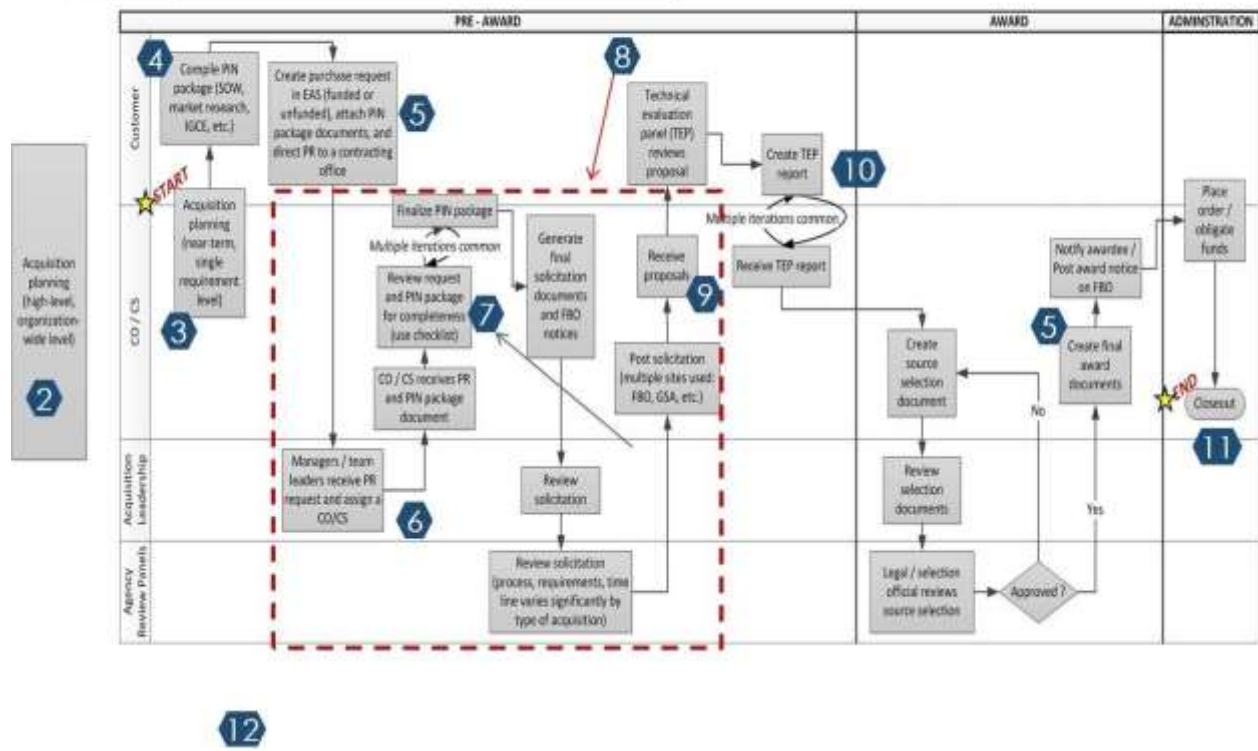 PRE - AWARD
AWARD
ADMINSTRATION
Customer
CO / CS
Acquisition
Leadership
Agency
Review Panels
Acquisition
planning
(high-level,
organization-
wide level)
2
START
Acquisition
planning
(near-term,
single
requirement
level)
3
4
Compile PIN
package (SOW,
market research,
IGCE, etc.)
Create purchase request
in EAS (funded or
unfunded), attach PIN
package documents, and
direct PR to a contracting
office
5
Managers / team
leaders receive PR
request and assign a
CO/CS
6
CO / CS receives PR
and PIN package
document
Review request
and PIN package
for completeness
(use checklist)
7
Multiple iterations common
Finalize PIN package
Generate
final
solicitation
documents
and FBO
notices
8
Review
solicitation
Review solicitation
(process, requirements, time
line varies significantly by
type of acquisition)
Post solicitation
(multiple sites used:
FBO, GSA, etc.)
Receive
proposals
9
Technical
evaluation
panel (TEP)
reviews
proposal
Create TEP
report
10
Multiple iterations common
Receive TEP report
Create
source
selection
document
Review
selection
documents
Legal / selection
official reviews
source selection
Approved ?
No
Yes
Create final
award
documents
5
Notify awardee /
Post award notice
on FBO
Place
order /
obligate
funds
END
Closeout
11
12